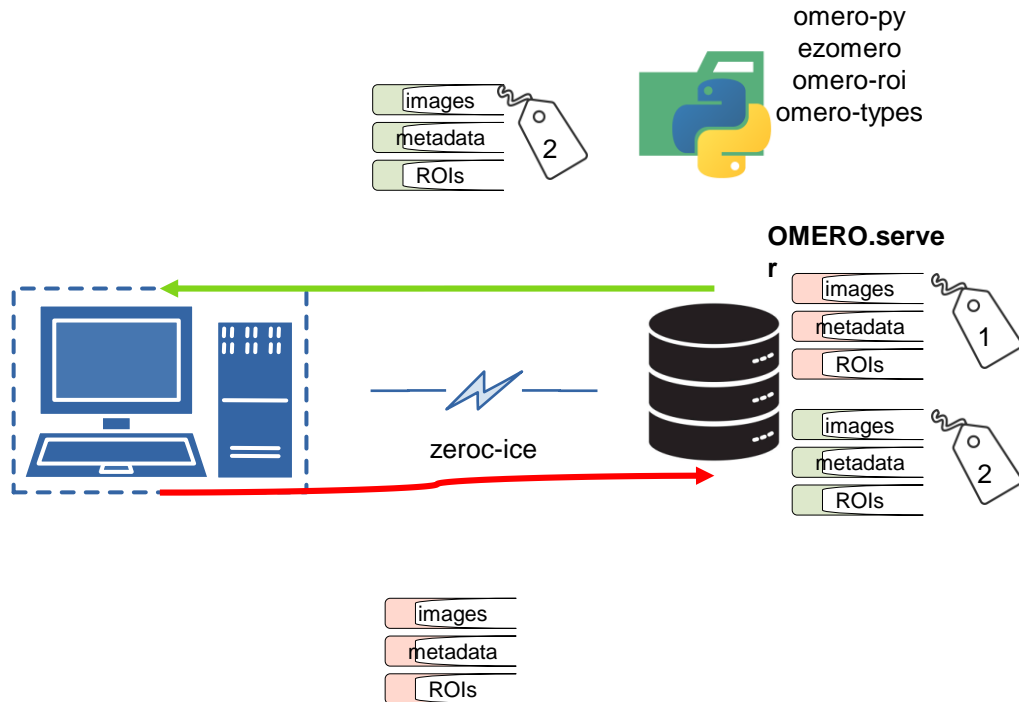 omero-py
ezomero
omero-roi
omero-types
images
metadata
ROIs
2
OMERO.serve
r
images
metadata
ROIs
1
zeroc-ice
images
metadata
ROIs
2
images
metadata
ROIs